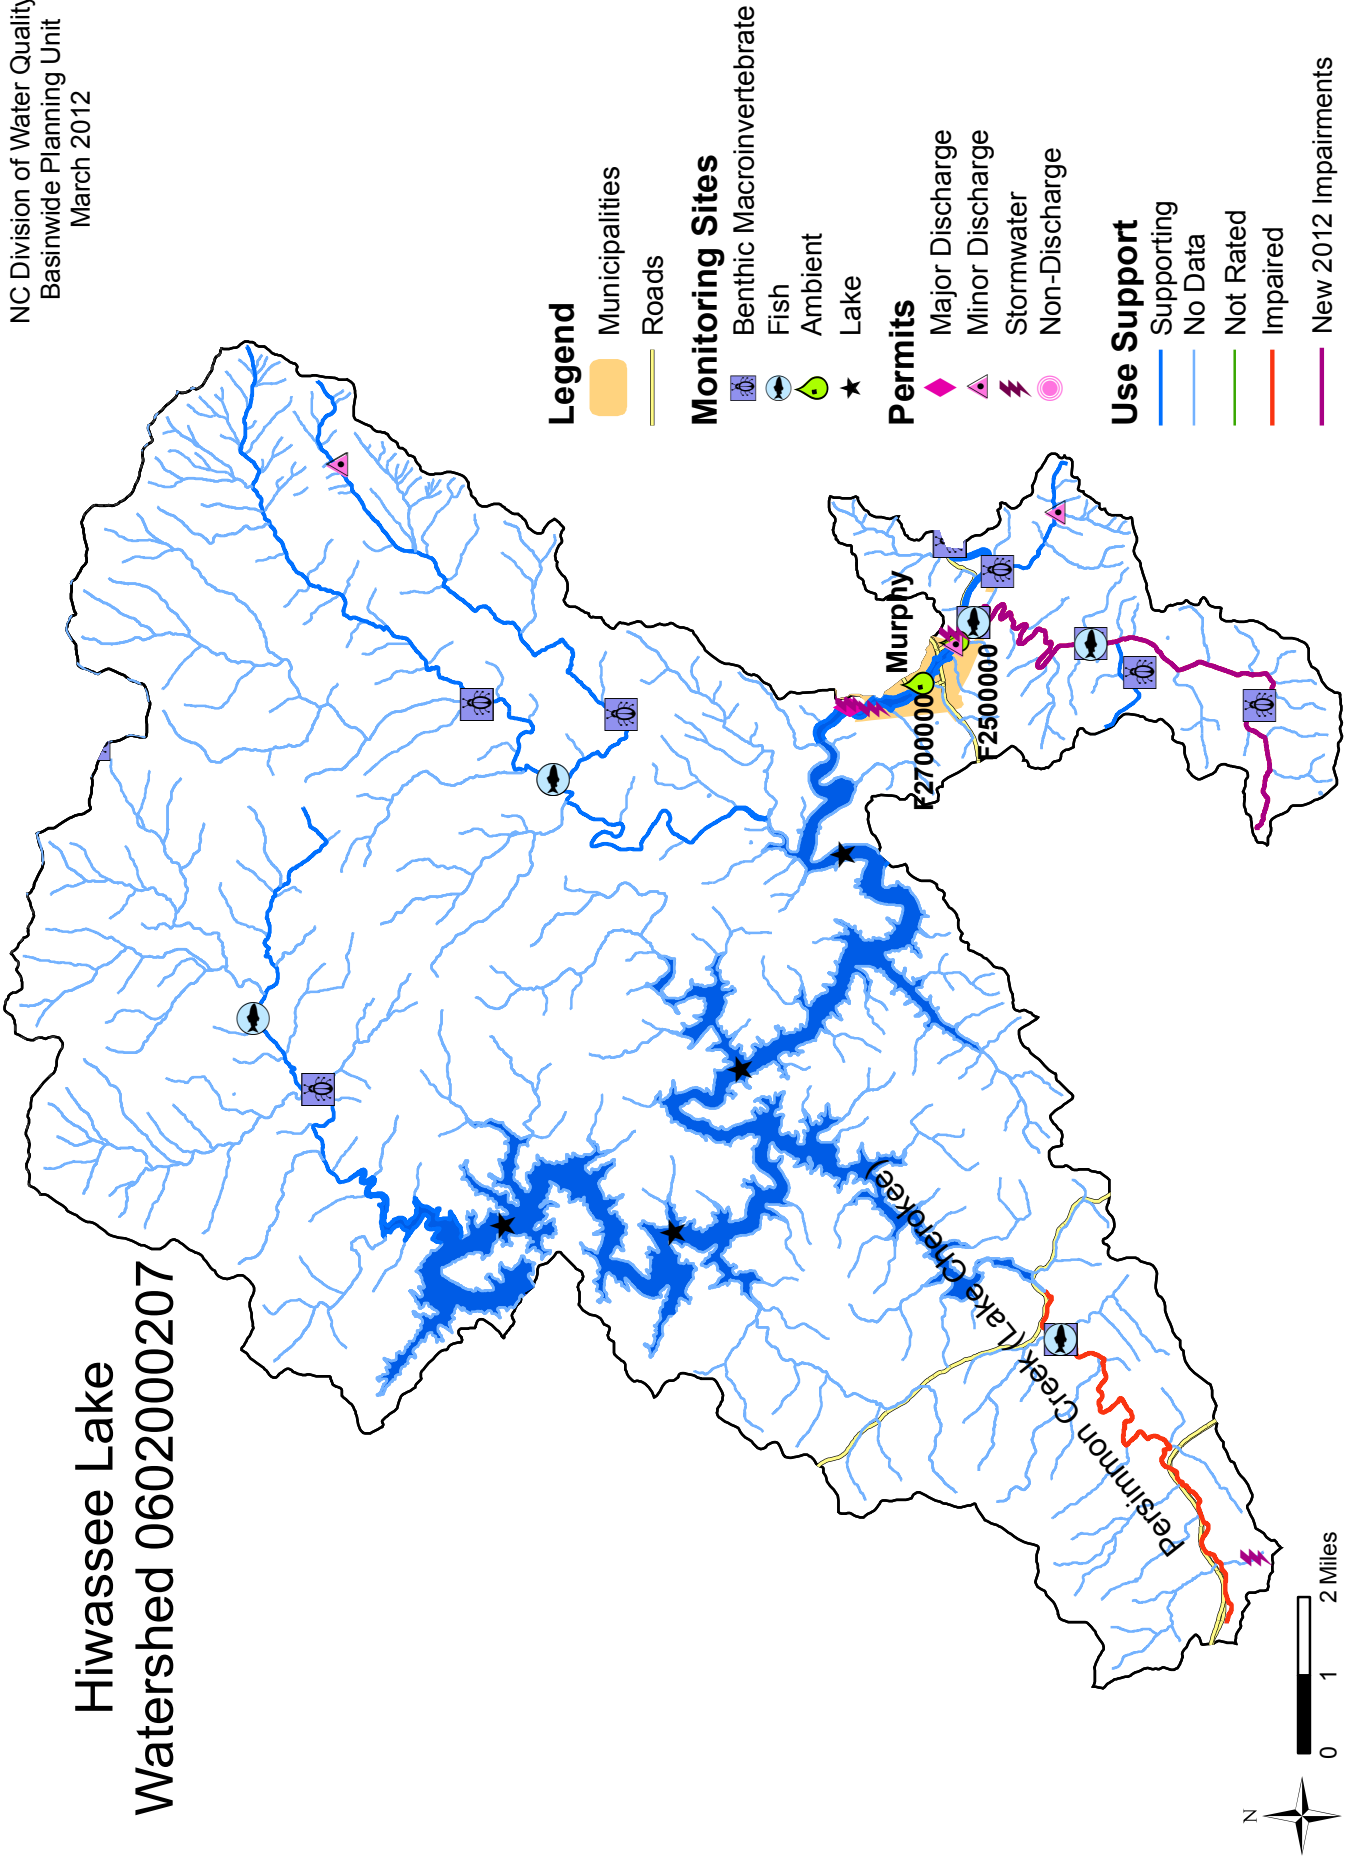 Hiwassee Lake
Watershed 06020000207
NC Division of Water Quality
Basinwide Planning Unit
March 2012
Legend
Municipalities
Roads
Monitoring Sites
Benthic Macroinvertebrate
Fish
Ambient
Lake
Permits
Major Discharge
Minor Discharge
Stormwater
Non-Discharge
Use Support
Supporting
No Data
Not Rated
Impaired
New 2012 Impairments
Murphy
F2700000
F2500000
Persimmon Creek (Lake Cherokee)
N
0 1 2 Miles